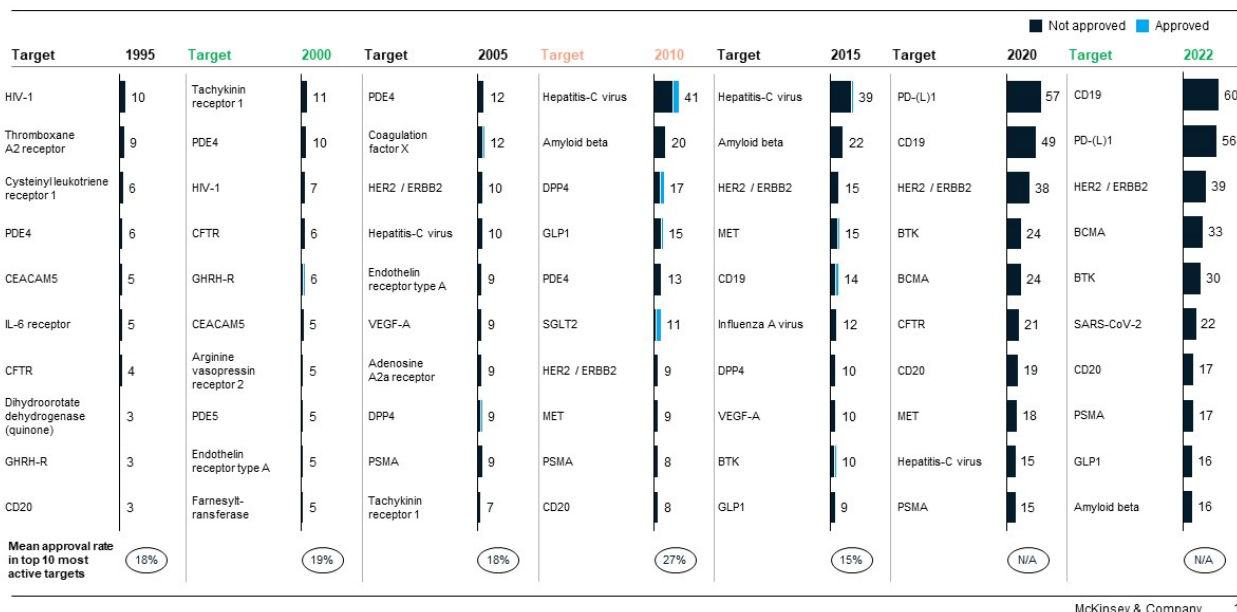 Not approved Approved
Target 1995 Target 2000 Target 2005 Target 2010 Target 2015 Target 2020 Target 2022
HIV-1 10
Thromboxane
A2 receptor 9
Cysteinyl leukotriene
receptor 1 6
PDE4 6
CEACAM5 5
IL-6 receptor 5
CFTR 4
Dihydroorotate
dehydrogenase
(quinone) 3
GHRH-R 3
CD20 3
Tachykinin
receptor 1 11
PDE4 10
HIV-1 7
CFTR 6
GHRH-R 6
CEACAM5 5
Arginine
vasopressin
receptor 2 5
PDE5 5
Endothelin
receptor type A 5
Farnesylt-
ransferase 5
PDE4 12
Coagulation
factor X 12
HER2 / ERBB2 10
Hepatitis-C virus 10
Endothelin
receptor type A 9
VEGF-A 9
Adenosine
A2a receptor 9
DPP4 9
PSMA 9
Tachykinin
receptor 1 7
Hepatitis-C virus 41
Amyloid beta 20
DPP4 17
GLP1 15
PDE4 13
SGLT2 11
HER2 / ERBB2 9
MET 9
PSMA 8
CD20 8
Hepatitis-C virus 39
Amyloid beta 22
HER2 / ERBB2 15
MET 15
CD19 14
Influenza A virus 12
DPP4 10
VEGF-A 10
BTK 10
GLP1 9
PD-(L)1 57
CD19 49
HER2 / ERBB2 38
BTK 24
BCMA 24
CFTR 21
CD20 19
MET 18
Hepatitis-C virus 15
PSMA 15
CD19 60
PD-(L)1 56
HER2 / ERBB2 39
BCMA 33
BTK 30
SARS-CoV-2 22
CD20 17
PSMA 17
GLP1 16
Amyloid beta 16
Mean approval rate
in top 10 most
active targets
18% 19% 18% 27% 15% N/A N/A
McKinsey & Company 1